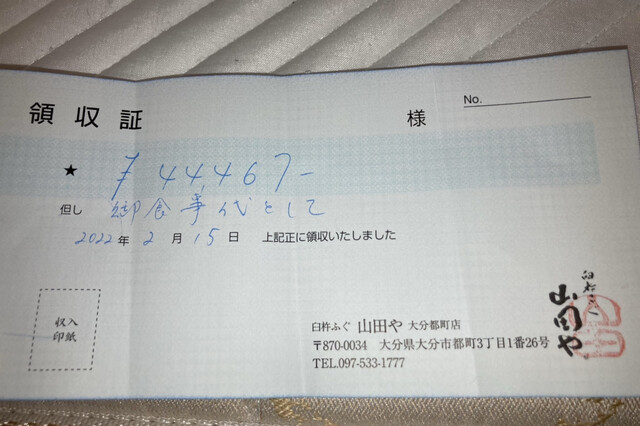 No.
領収証 様
★ ¥44,467-
但し 御食事代として
2022年2月15日 上記正に領収いたしました
収入
印紙
臼杵ふぐ 山田や 大分都町店
〒870-0034 大分県大分市都町3丁目1番26号
TEL.097-533-1777
臼杵ふぐ
山田や